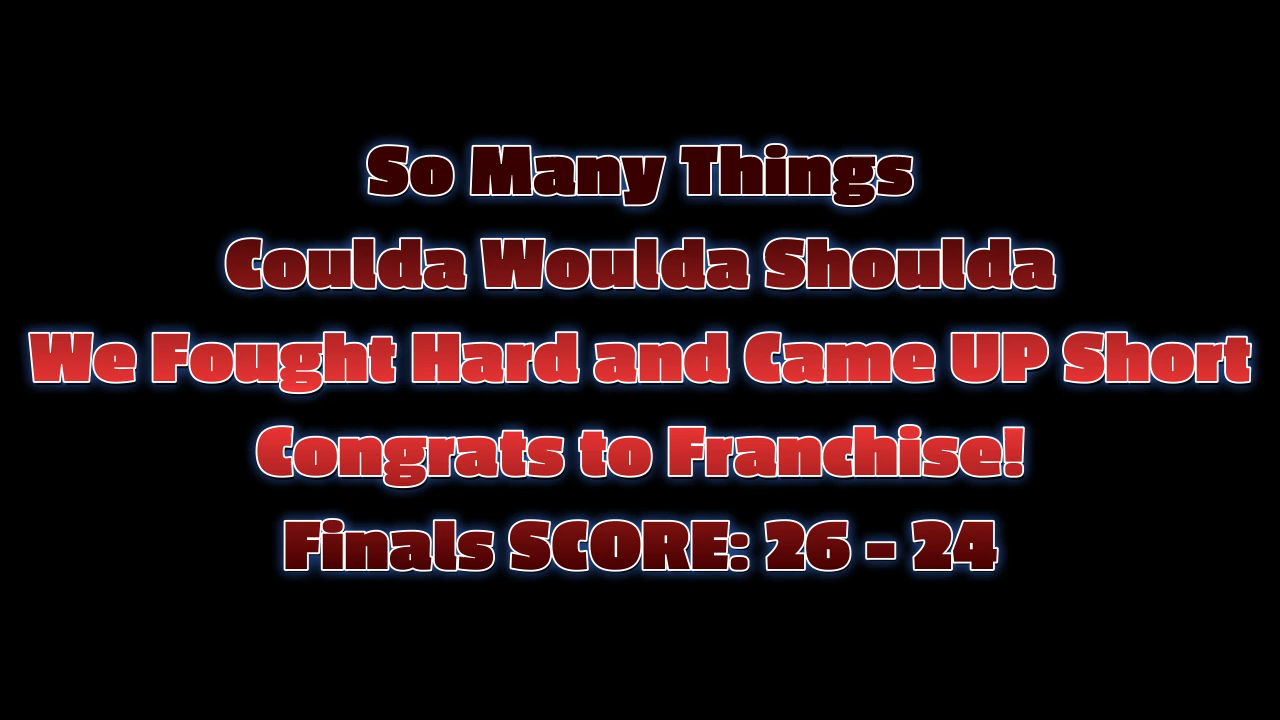 So Many Things
Coulda Woulda Shoulda
We Fought Hard and Came UP Short
Congrats to Franchise!
Finals SCORE: 26 - 24